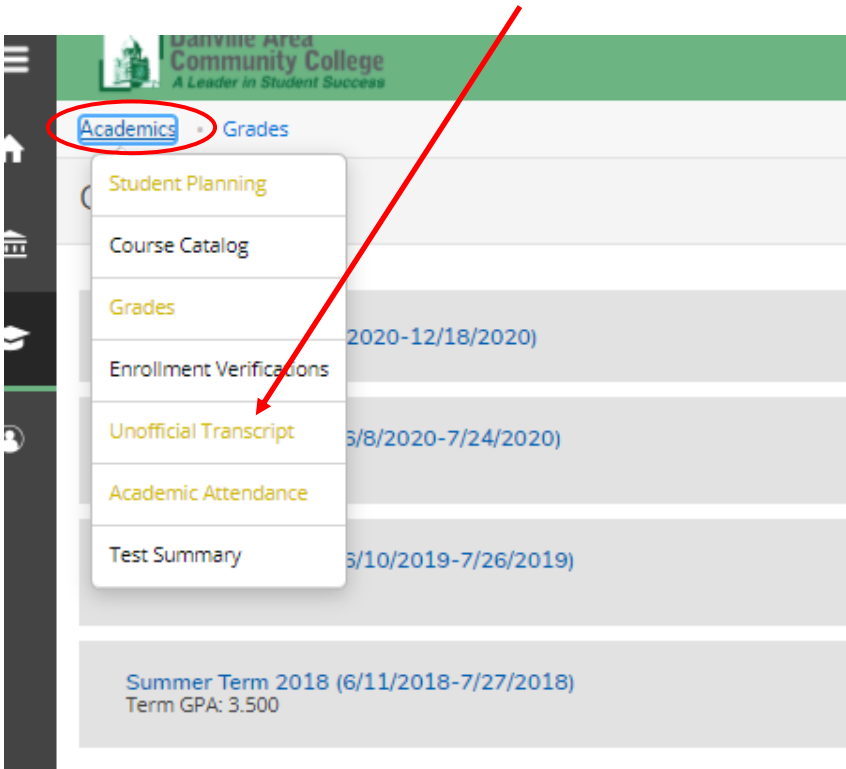 Danville Area
Community College
A Leader in Student Success
Academics • Grades
Student Planning
Course Catalog
Grades
2020-12/18/2020)
Enrollment Verifications
Unofficial Transcript
6/8/2020-7/24/2020)
Academic Attendance
Test Summary
6/10/2019-7/26/2019)
Summer Term 2018 (6/11/2018-7/27/2018)
Term GPA: 3.500